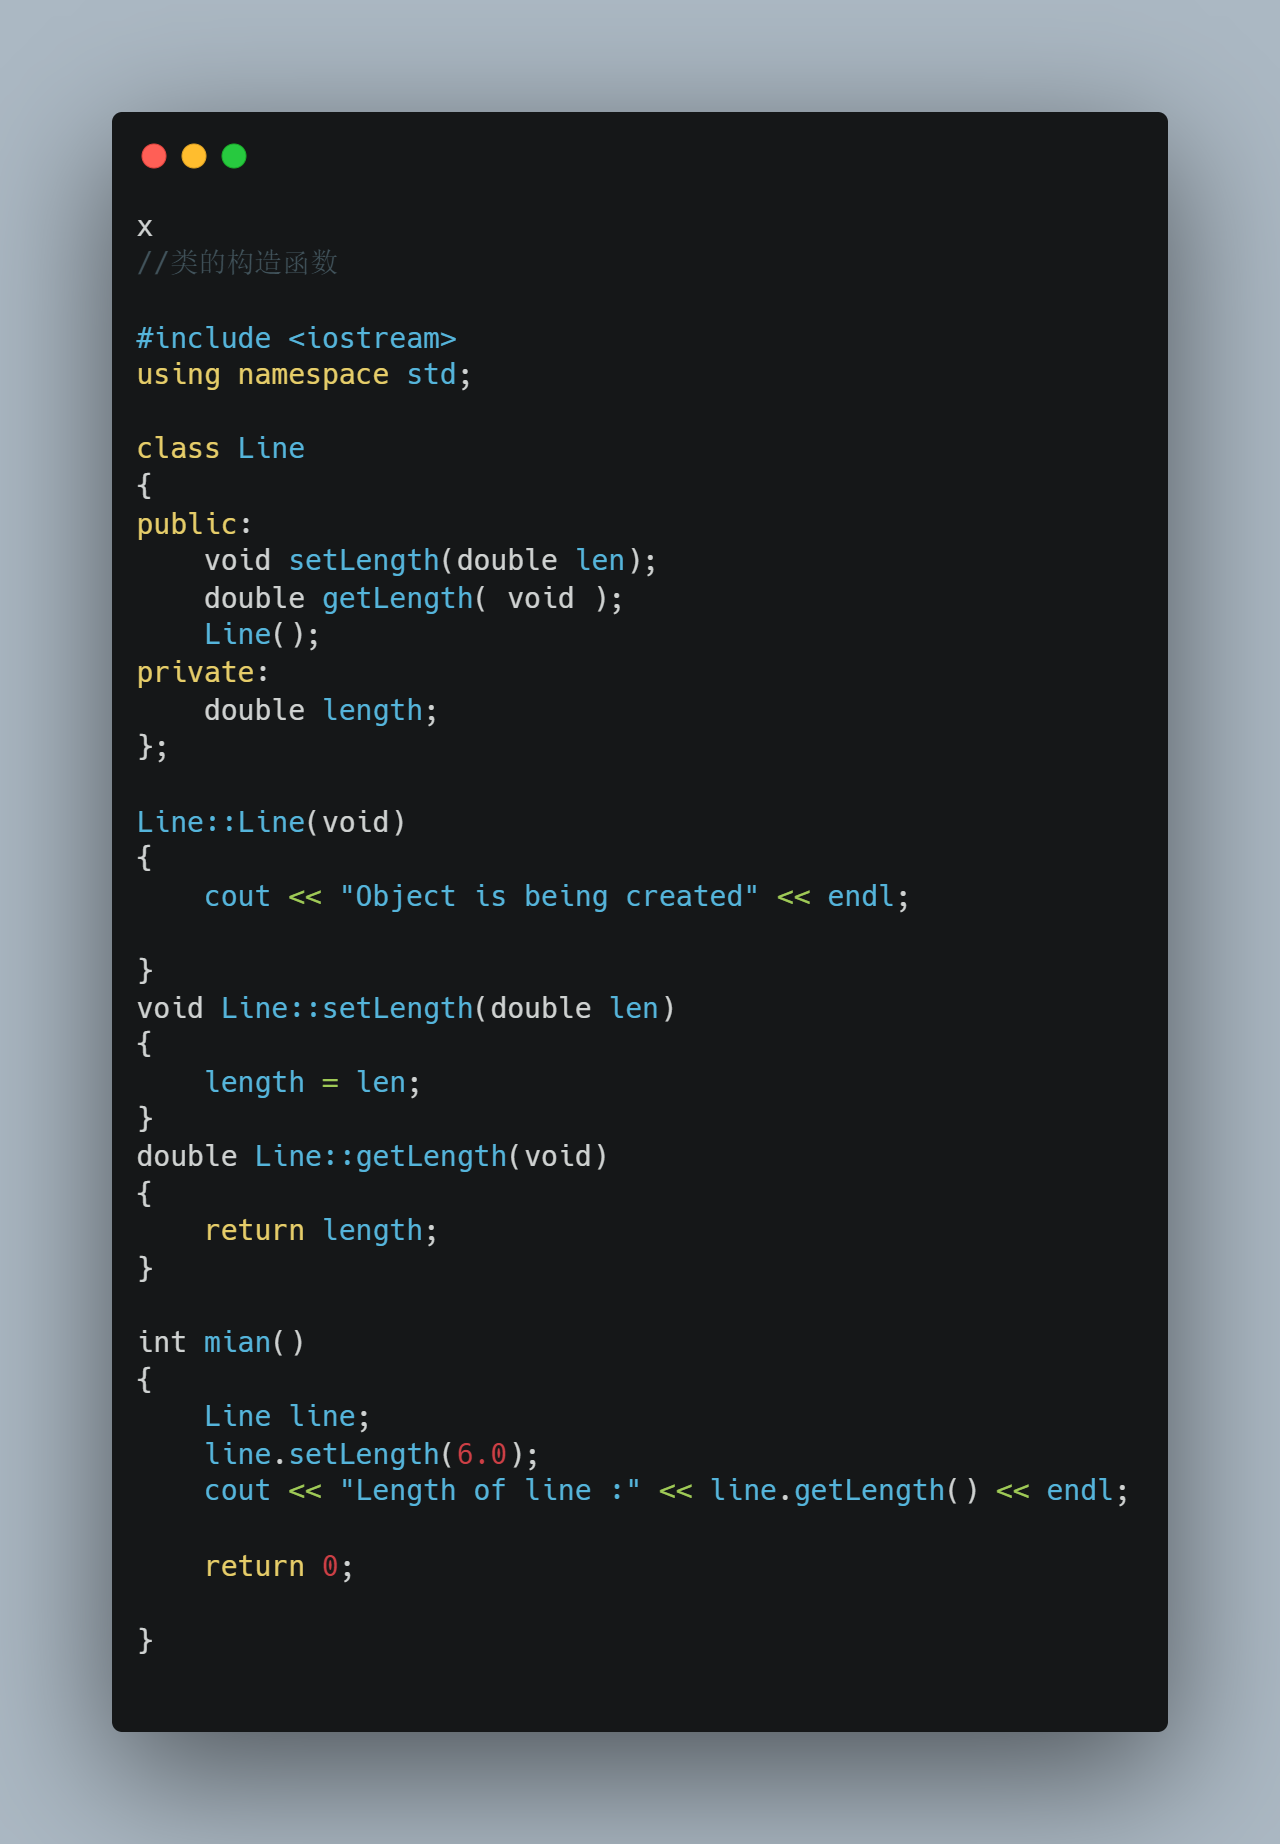 x
//类的构造函数
#include <iostream>
using namespace std;
class Line
{
public:
    void setLength(double len);
    double getLength( void );
    Line();
private:
    double length;
};
Line::Line(void)
{
    cout << "Object is being created" << endl;
}
void Line::setLength(double len)
{
    length = len;
}
double Line::getLength(void)
{
    return length;
}
int mian()
{
    Line line;
    line.setLength(6.0);
    cout << "Length of line :" << line.getLength() << endl;
    return 0;
}